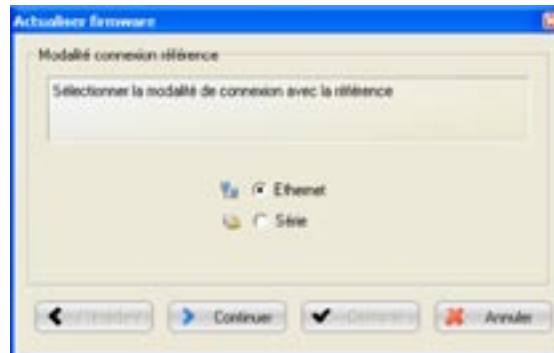 Actualiser firmware
Modalité connexion référence
Sélectionner la modalité de connexion avec la référence
Ethernet
Série
Continuer
Annuler